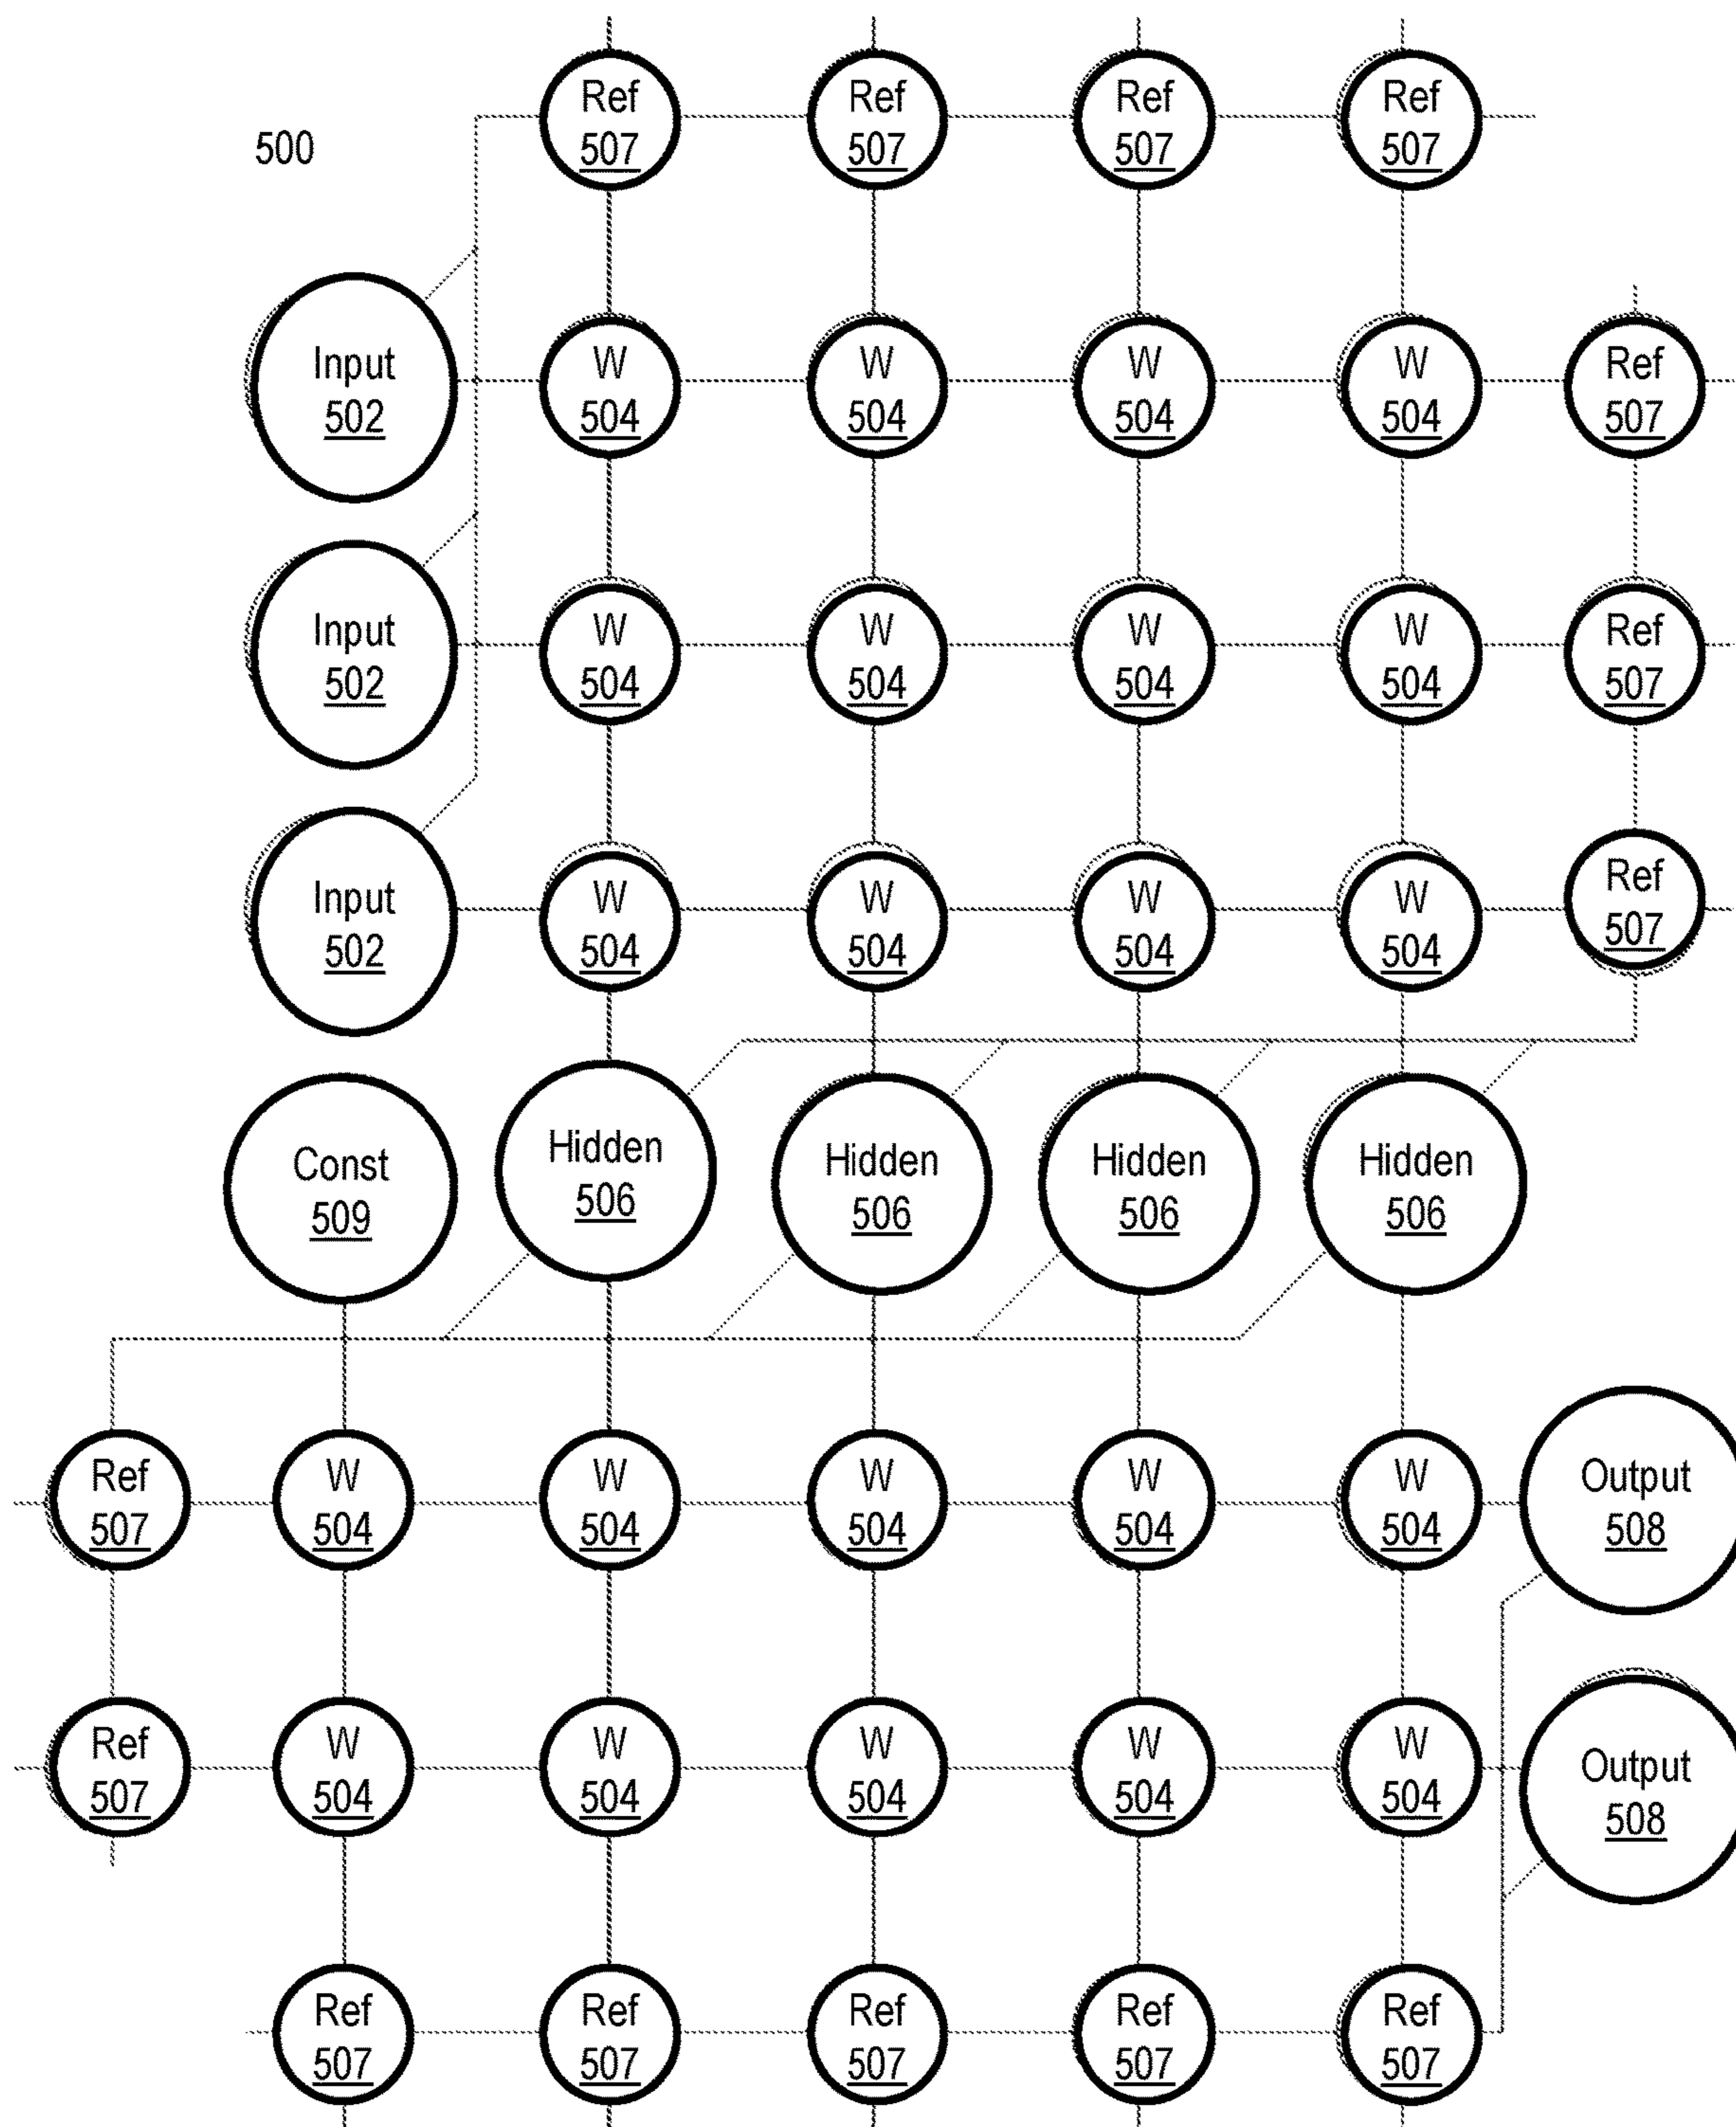 Ref Ref Ref Ref
500 507 507 507 507
Input W W W W Ref
502 504 504 504 504 507
Input W W W W Ref
502 504 504 504 504 507
Input W W W W Ref
502 504 504 504 504 507
Const Hidden Hidden Hidden Hidden
509 506 506 506 506
Ref W W W W W Output
507 504 504 504 504 504 508
Ref W W W W W Output
507 504 504 504 504 504 508
Ref Ref Ref Ref Ref
507 507 507 507 507